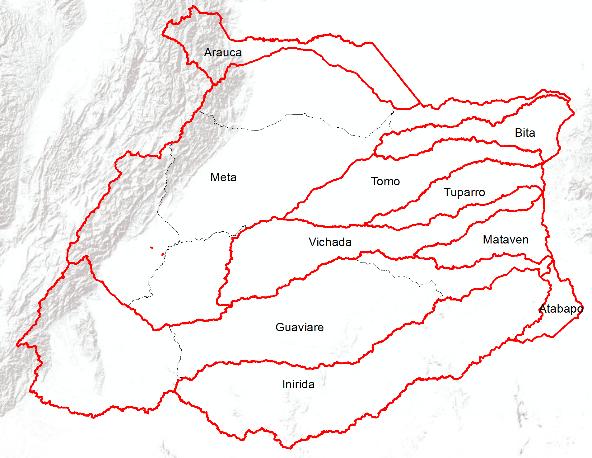 Arauca
Bita
Meta
Tomo
Tuparro
Vichada
Mataven
Atabapo
Guaviare
Inirida